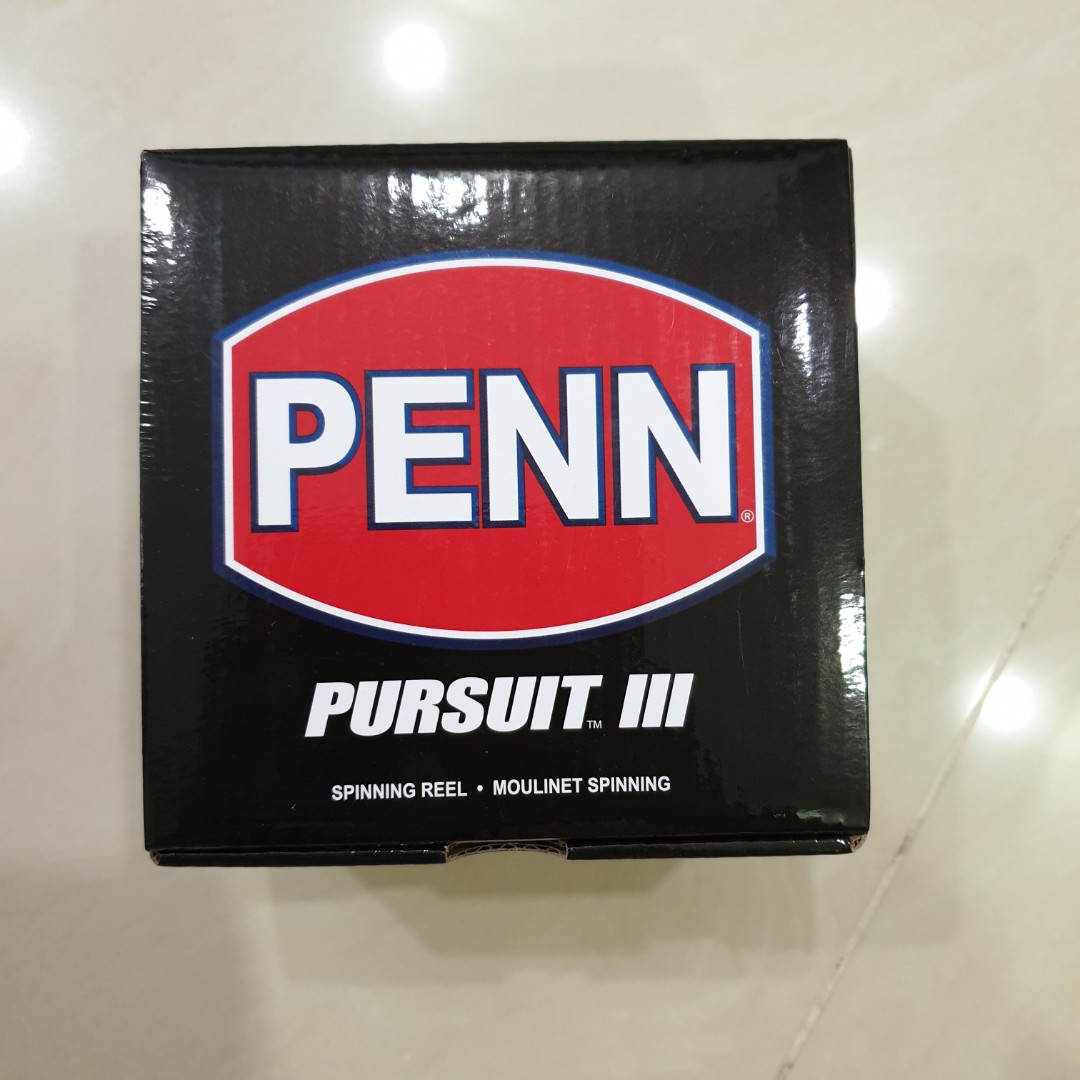 PENN®
PURSUIT™ III
SPINNING REEL • MOULINET SPINNING